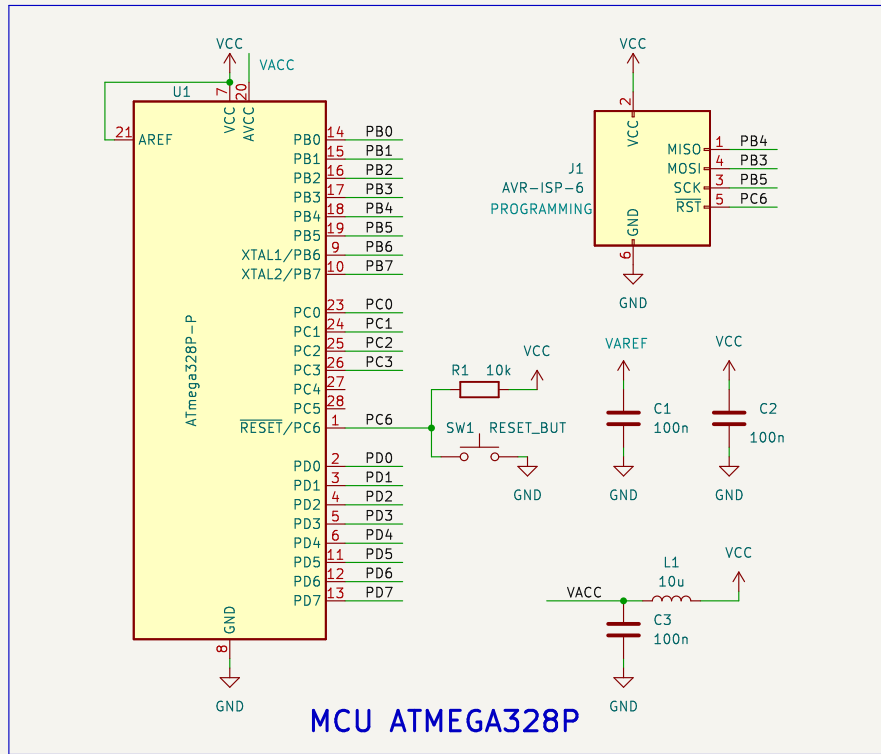 VCC
VACC
U1
7
20
VCC
AVCC
21
AREF
PB0 14 PB0
PB1 15 PB1
PB2 16 PB2
PB3 17 PB3
PB4 18 PB4
PB5 19 PB5
XTAL1/PB6 9 PB6
XTAL2/PB7 10 PB7
PC0 23 PC0
PC1 24 PC1
PC2 25 PC2
PC3 26 PC3
PC4 27
PC5 28
RESET/PC6 1 PC6
PD0 2 PD0
PD1 3 PD1
PD2 4 PD2
PD3 5 PD3
PD4 6 PD4
PD5 11 PD5
PD6 12 PD6
PD7 13 PD7
ATmega328P-P
GND
8
GND
VCC
2
VCC
J1
AVR-ISP-6
PROGRAMMING
MISO 1 PB4
MOSI 4 PB3
SCK 3 PB5
RST 5 PC6
GND
6
GND
R1 10k
VCC
SW1 RESET_BUT
GND
VAREF
C1
100n
GND
VCC
C2
100n
GND
VACC
L1
10u
VCC
C3
100n
GND
MCU ATMEGA328P